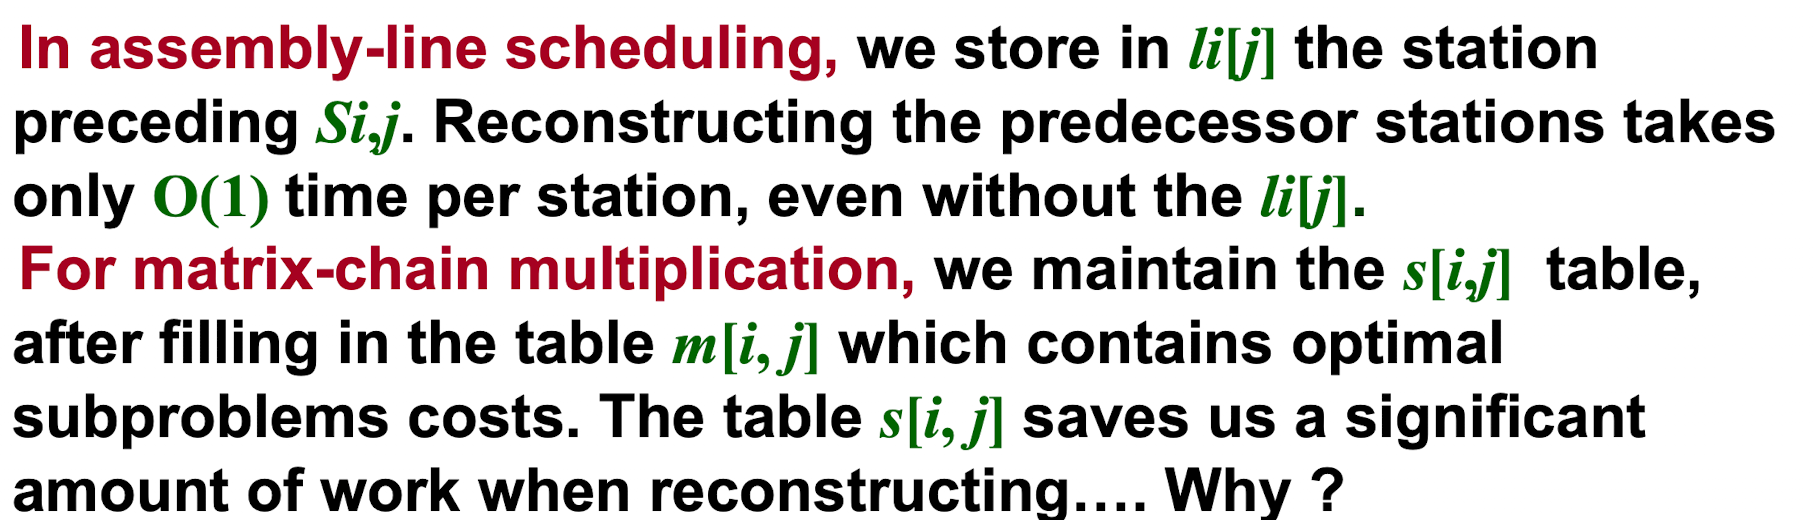 In assembly-line scheduling, we store in li[j] the station
preceding Si,j. Reconstructing the predecessor stations takes
only O(1) time per station, even without the li[j].
For matrix-chain multiplication, we maintain the s[i,j] table,
after filling in the table m[i, j] which contains optimal
subproblems costs. The table s[i, j] saves us a significant
amount of work when reconstructing…. Why ?